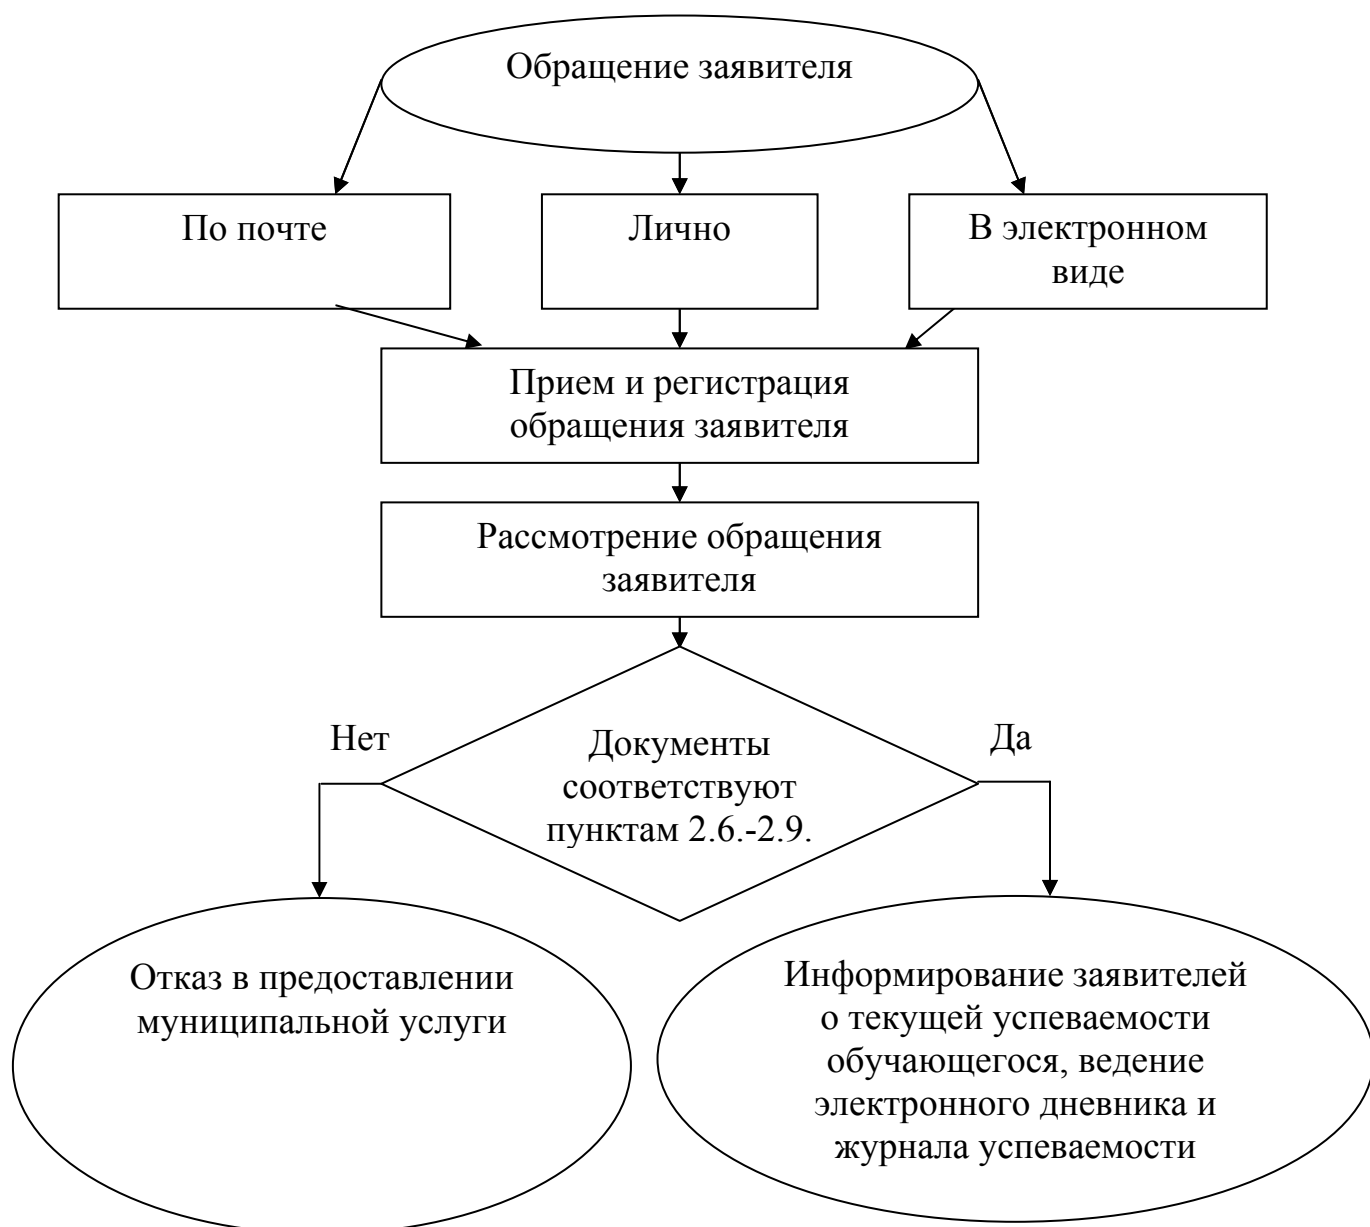 Обращение заявителя
По почте
Лично
В электронном
виде
Прием и регистрация
обращения заявителя
Рассмотрение обращения
заявителя
Нет
Да
Документы
соответствуют
пунктам 2.6.-2.9.
Отказ в предоставлении
муниципальной услуги
Информирование заявителей
о текущей успеваемости
обучающегося, ведение
электронного дневника и
журнала успеваемости